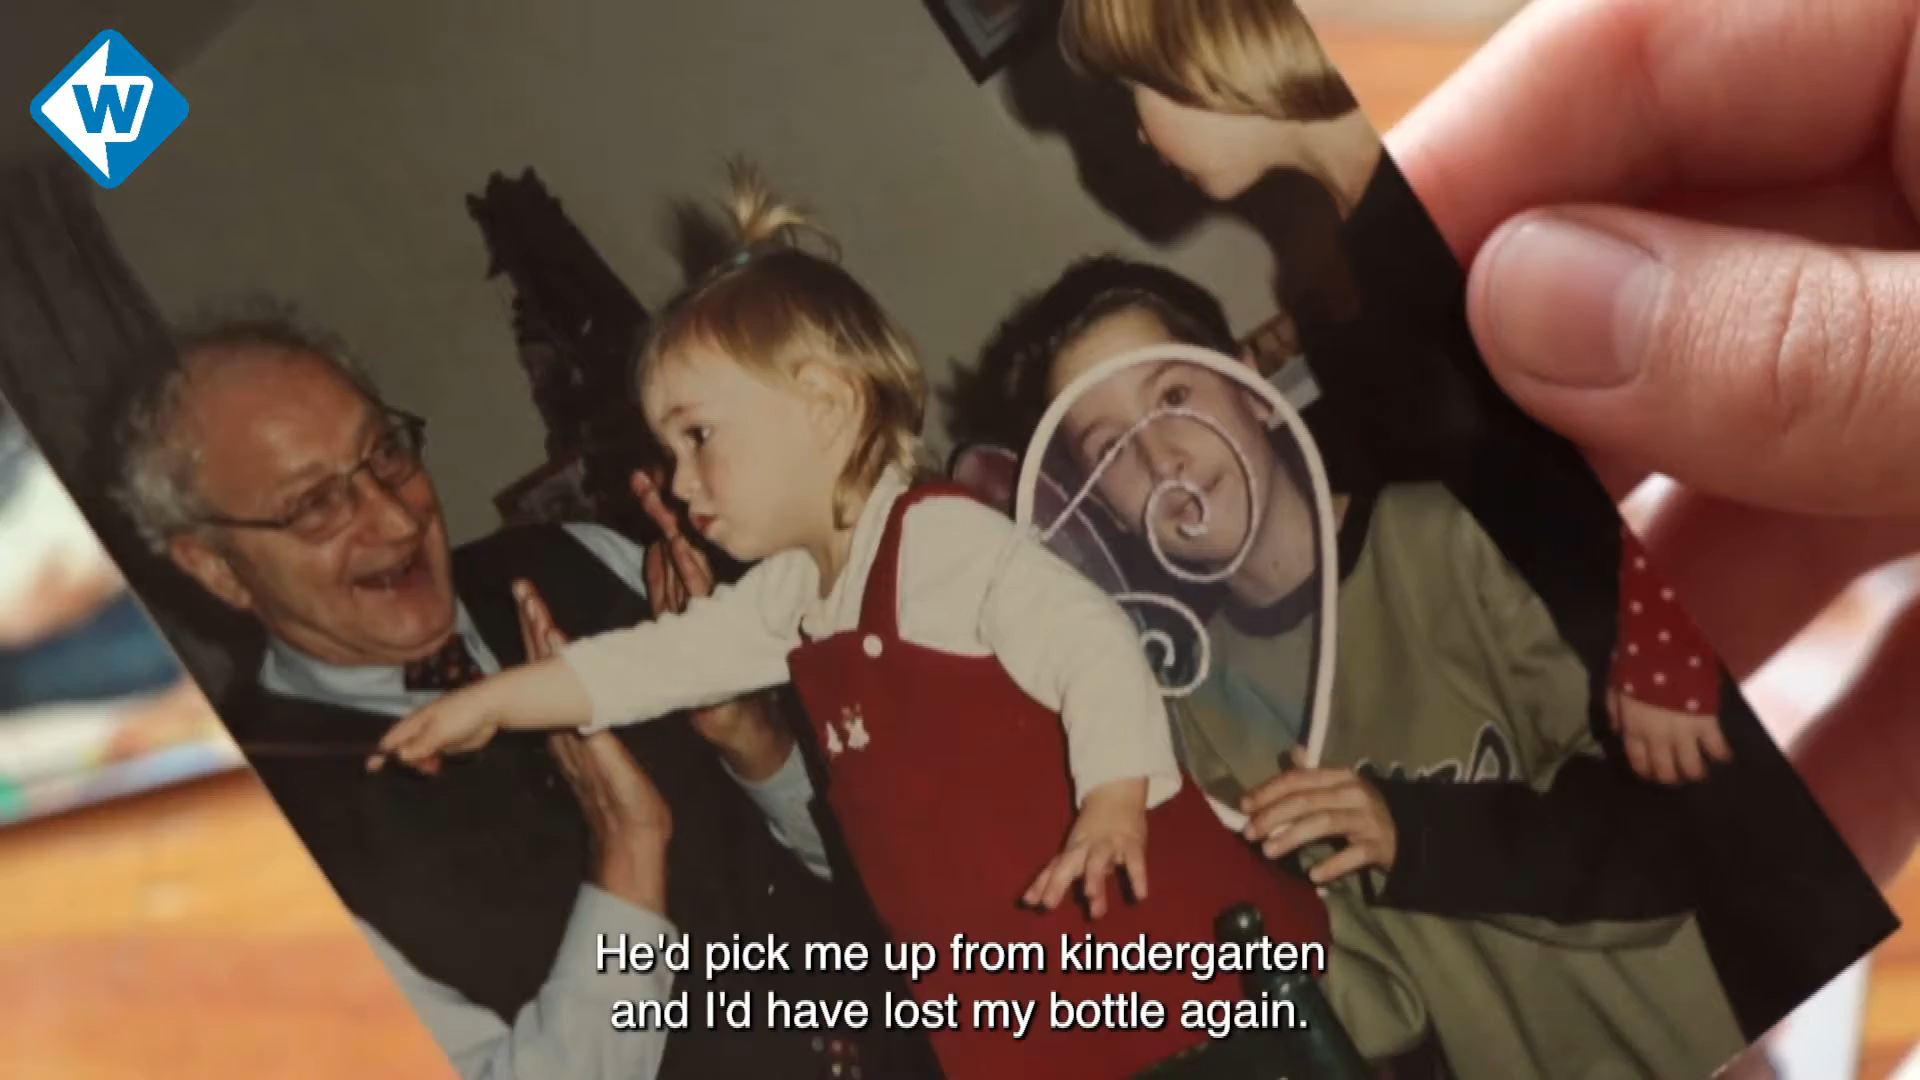 W
He'd pick me up from kindergarten
and I'd have lost my bottle again.